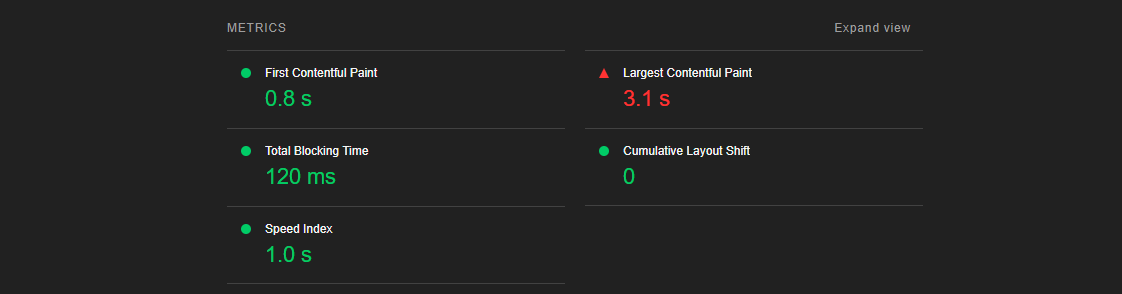 METRICS
Expand view
First Contentful Paint
0.8 s
Largest Contentful Paint
3.1 s
Total Blocking Time
120 ms
Cumulative Layout Shift
0
Speed Index
1.0 s